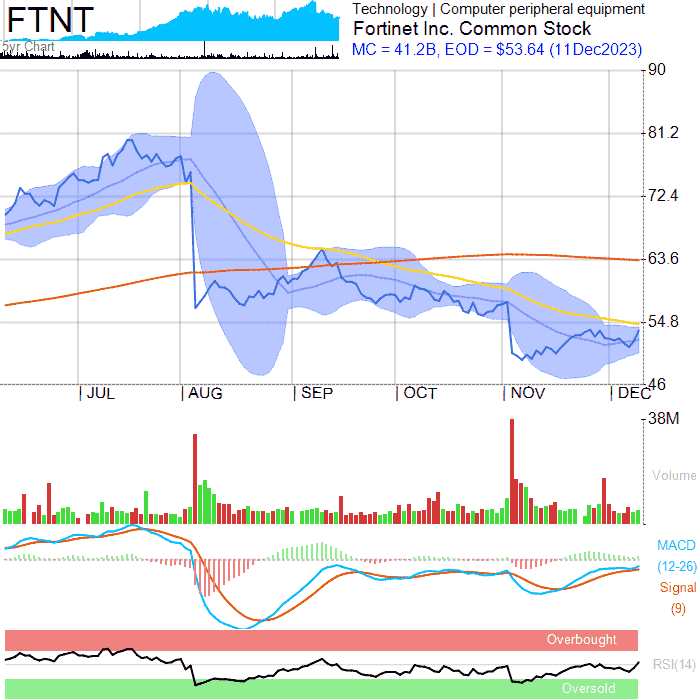 FTNT
5yr Chart
Technology | Computer peripheral equipment
Fortinet Inc. Common Stock
MC = 41.2B, EOD = $53.64 (11Dec2023)
90
81.2
72.4
63.6
54.8
46
JUL AUG SEP OCT NOV DEC
38M
Volume
MACD
(12-26)
Signal
(9)
Overbought
RSI(14)
Oversold